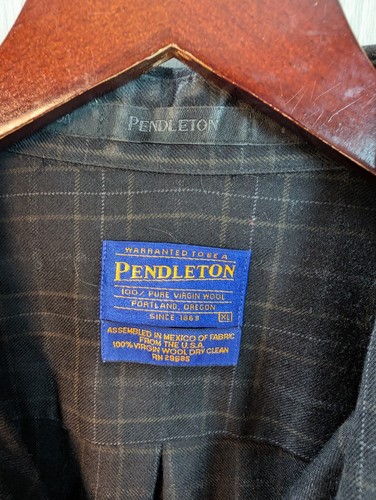 PENDLETON
WARRANTED TO BE A
PENDLETON
100% PURE VIRGIN WOOL
PORTLAND, OREGON
SINCE 1863 XL
ASSEMBLED IN MEXICO OF FABRIC
FROM THE U.S.A.
100% VIRGIN WOOL DRY CLEAN
RN 29685